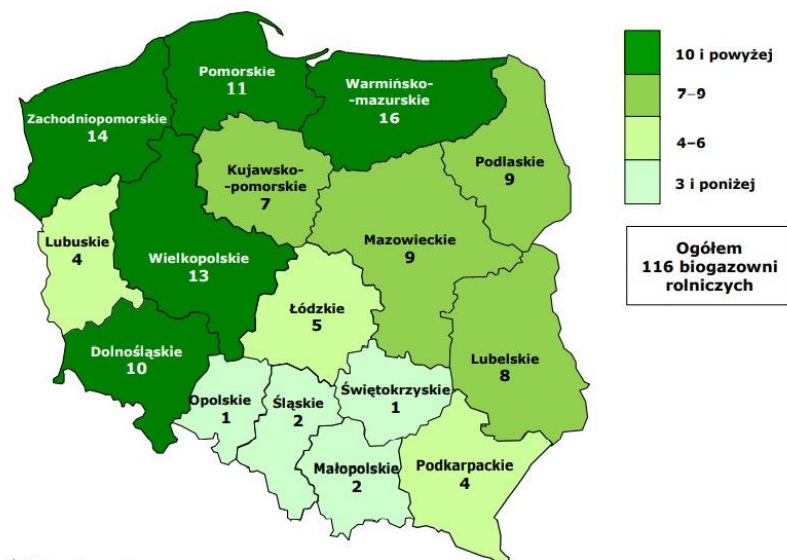 Pomorskie
11
Warmińsko-
-mazurskie
16
Zachodniopomorskie
14
Podlaskie
9
Kujawsko-
-pomorskie
7
Mazowieckie
9
Lubuskie
4
Wielkopolskie
13
Łódzkie
5
Lubelskie
8
Dolnośląskie
10
Opolskie
1
Śląskie
2
Świętokrzyskie
1
Małopolskie
2
Podkarpackie
4
10 i powyżej
7–9
4–6
3 i poniżej
Ogółem
116 biogazowni
rolniczych